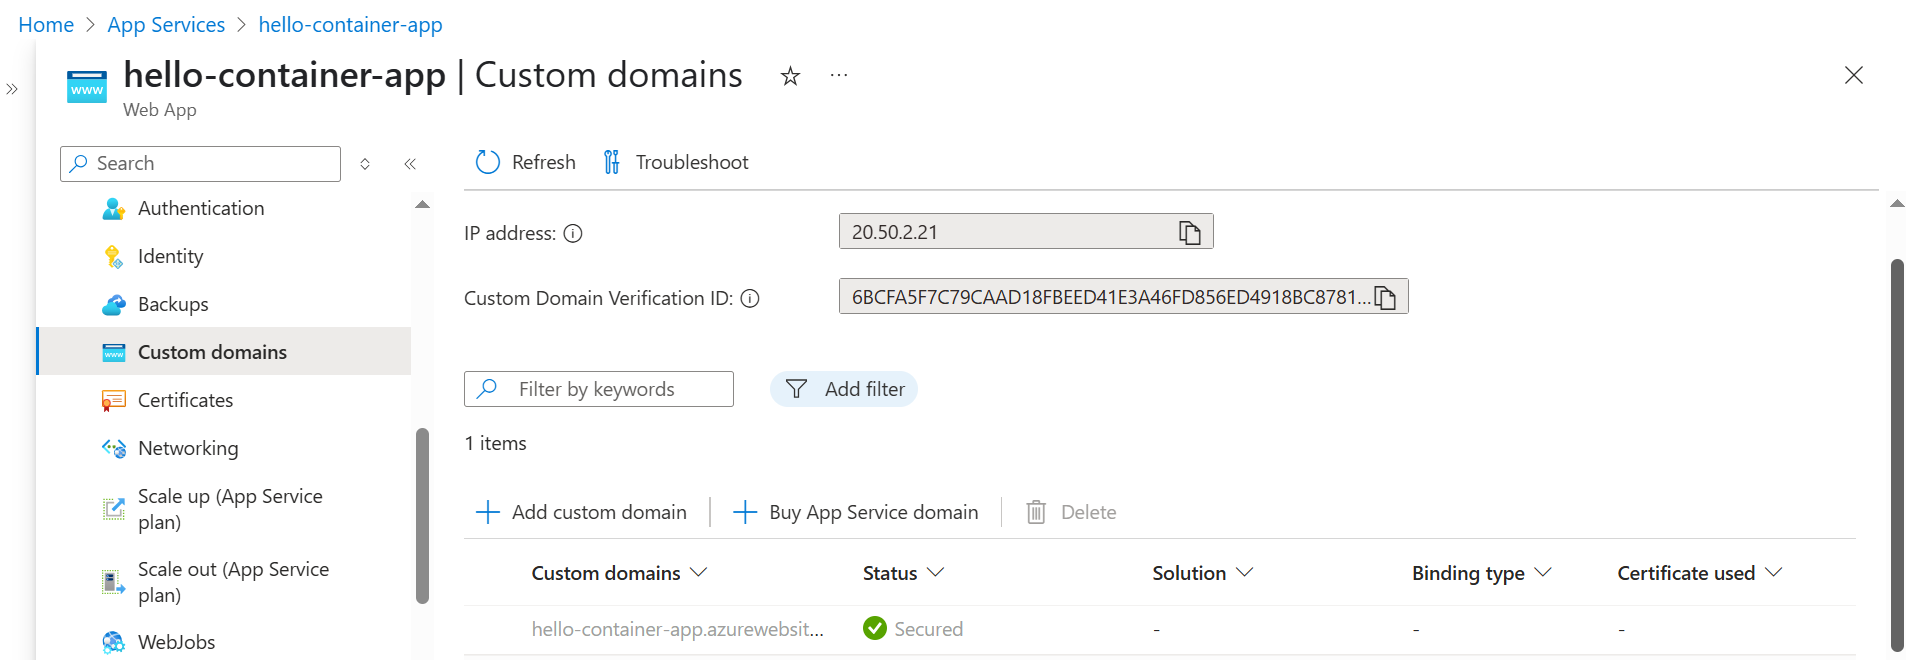 Home > App Services > hello-container-app
hello-container-app | Custom domains
Web App
Search
Authentication
Identity
Backups
Custom domains
Certificates
Networking
Scale up (App Service
plan)
Scale out (App Service
plan)
WebJobs
Refresh Troubleshoot
IP address: 20.50.2.21
Custom Domain Verification ID: 6BCFA5F7C79CAAD18FBEED41E3A46FD856ED4918BC8781...
Filter by keywords Add filter
1 items
Add custom domain Buy App Service domain Delete
Custom domains Status Solution Binding type Certificate used
hello-container-app.azurewebsit... Secured - - -